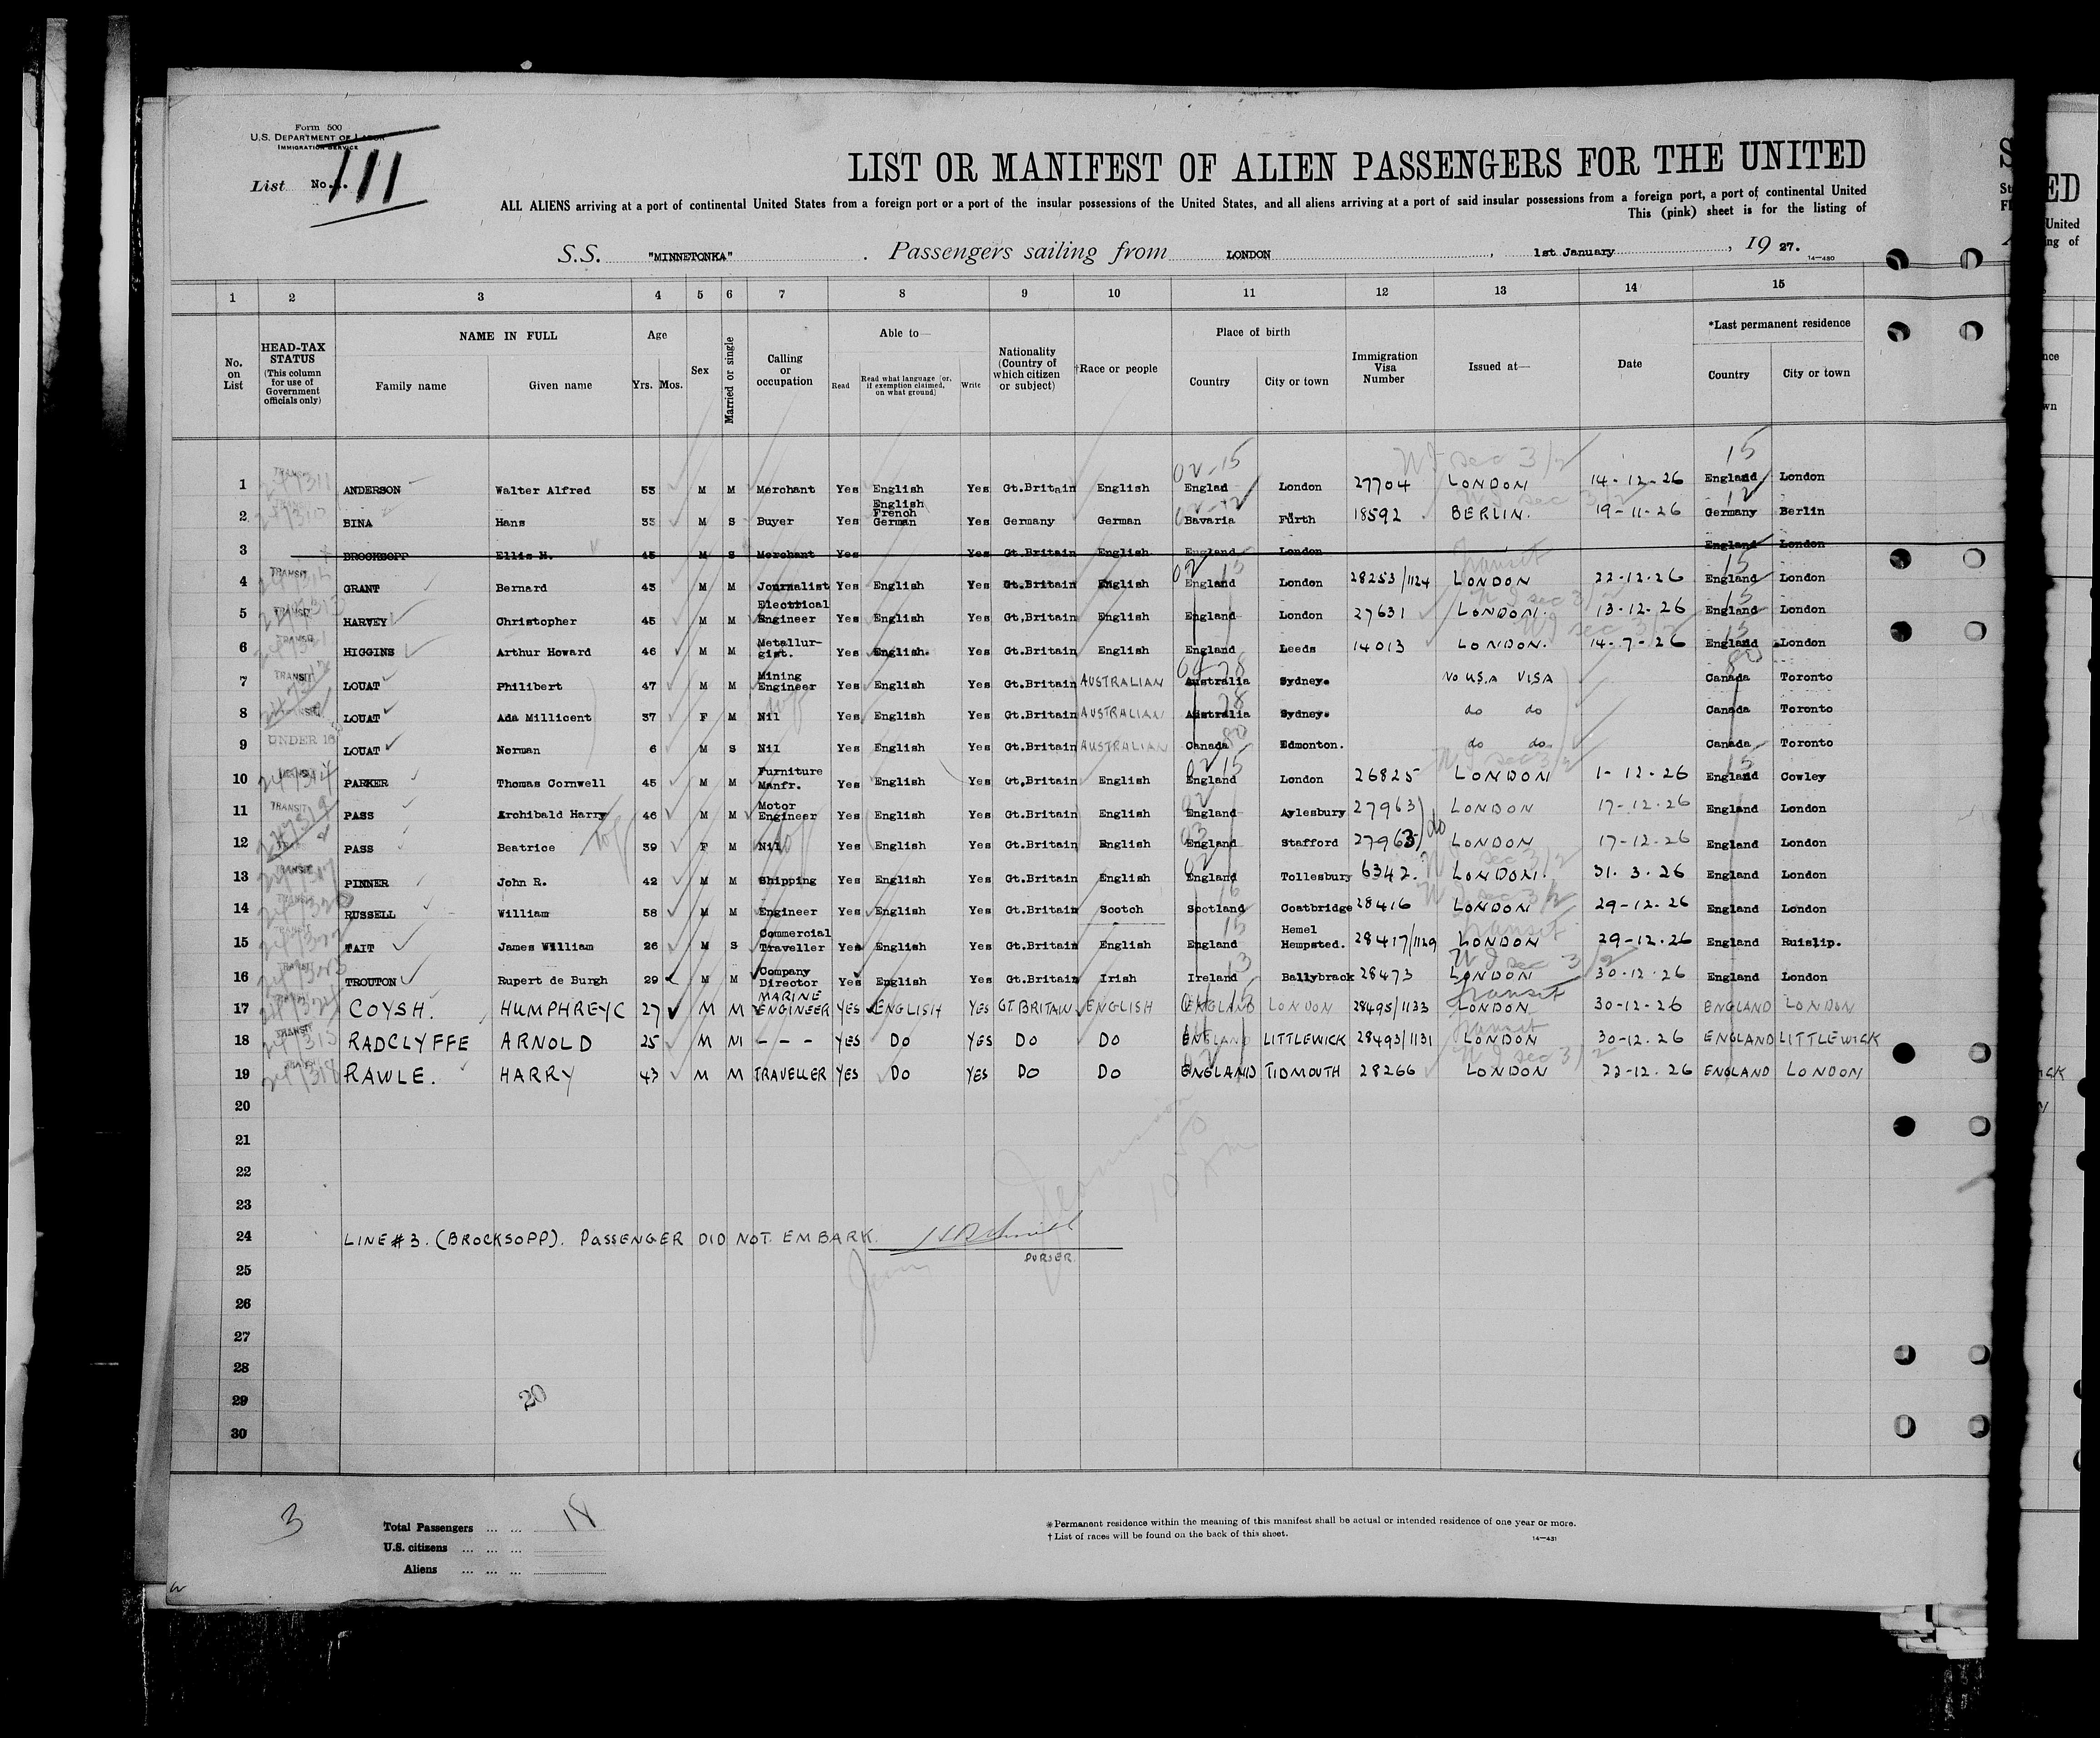 Form 500
U.S. DEPARTMENT OF LABOR
IMMIGRATION SERVICE
List No. 111
LIST OR MANIFEST OF ALIEN PASSENGERS FOR THE UNITED
ALL ALIENS arriving at a port of continental United States from a foreign port or a port of the insular possessions of the United States, and all aliens arriving at a port of said insular possessions from a foreign port, a port of continental United
This (pink) sheet is for the listing of
S.S. "MINNETONKA" . Passengers sailing from LONDON , 1st January , 19 27.
14—480
1 2 3 4 5 6 7 8 9 10 11 12 13 14 15
No. on List HEAD-TAX STATUS (This column for use of Government officials only) NAME IN FULL Family name Given name Age Yrs. Mos. Sex Married or single Calling or occupation Able to— Read Read what language (or, if exemption claimed, on what ground) Write Nationality (Country of which citizen or subject) †Race or people Place of birth Country City or town Immigration Visa Number Issued at— Date *Last permanent residence Country City or town
1 ANDERSON Walter Alfred 53 M M Merchant Yes English Yes Gt.Britain English Englad London 27704 LONDON 14-12-26 England London
2 BINA Hans 33 M S Buyer Yes English French German Yes Germany German Bavaria Fürth 18592 BERLIN. 19-11-26 Germany Berlin
3 BROCKSOPP Ellis H. 45 M S Merchant Yes Yes Gt.Britain English England London England London
4 TRANSIT GRANT Bernard 43 M M Journalist Yes English Yes Gt.Britain English England London 28253/1124 LONDON 22-12-26 England London
5 TRANSIT HARVEY Christopher 45 M M Electrical Engineer Yes English Yes Gt.Britain English England London 27631 LONDON. 13-12-26 England London
6 TRANSIT HIGGINS Arthur Howard 46 M M Metallur-gist. Yes English. Yes Gt.Britain English England Leeds 14013 LONDON. 14-7-26 England London
7 TRANSIT LOUAT Philibert 47 M M Mining Engineer Yes English Yes Gt.Britain AUSTRALIAN Australia Sydney. NO U.S.A VISA Canada Toronto
8 LOUAT Ada Millicent 37 F M Nil Yes English Yes Gt.Britain AUSTRALIAN Australia Sydney. do do Canada Toronto
9 UNDER 16 LOUAT Norman 6 M S Nil Yes English Yes Gt.Britain AUSTRALIAN Canada Edmonton. do do Canada Toronto
10 PARKER Thomas Cornwell 45 M M Furniture Manfr. Yes English Yes Gt.Britain English England London 26825 LONDON 1-12-26 England Cowley
11 TRANSIT PASS Archibald Harry 46 M M Motor Engineer Yes English Yes Gt.Britain English England Aylesbury 27963 LONDON 17-12-26 England London
12 PASS Beatrice 39 F M Nil Yes English Yes Gt.Britain English England Stafford 27963 do LONDON 17-12-26 England London
13 TRANSIT PINNER John R. 42 M M Shipping Yes English Yes Gt.Britain English England Tollesbury 6342. LONDON. 31.3.26 England London
14 RUSSELL William 58 M M Engineer Yes English Yes Gt.Britain Scotch Scotland Coatbridge 28416 LONDON 29-12-26 England London
15 TAIT James William 26 M S Commercial Traveller Yes English Yes Gt.Britain English England Hemel Hempsted. 28417/1129 LONDON 29-12-26 England Ruislip.
16 TROUTON Rupert de Burgh 29 M M Company Director Yes English Yes Gt.Britain Irish Ireland Ballybrack 28473 LONDON 30-12-26 England London
17 COYSH. HUMPHREY C 27 M M MARINE ENGINEER YES ENGLISH YES GT BRITAIN ENGLISH ENGLAND LONDON 28495/1133 LONDON 30-12-26 ENGLAND LONDON
18 TRANSIT RADCLYFFE ARNOLD 25 M M - - - YES DO YES DO DO ENGLAND LITTLEWICK 28493/1131 LONDON 30-12.26 ENGLAND LITTLEWICK
19 RAWLE. HARRY 43 M M TRAVELLER YES DO YES DO DO ENGLAND TIDMOUTH 28266 LONDON 22-12.26 ENGLAND LONDON
20
21
22
23
24 LINE # 3. (BROCKSOPP). PASSENGER DID NOT EMBARK.
PURSER.
25
26
27
28
29 20
30
3
Total Passengers ... ... 18
U.S. citizens ... ... ...
Aliens ... ... ...
*Permanent residence within the meaning of this manifest shall be actual or intended residence of one year or more.
†List of races will be found on the back of this sheet.
14—431